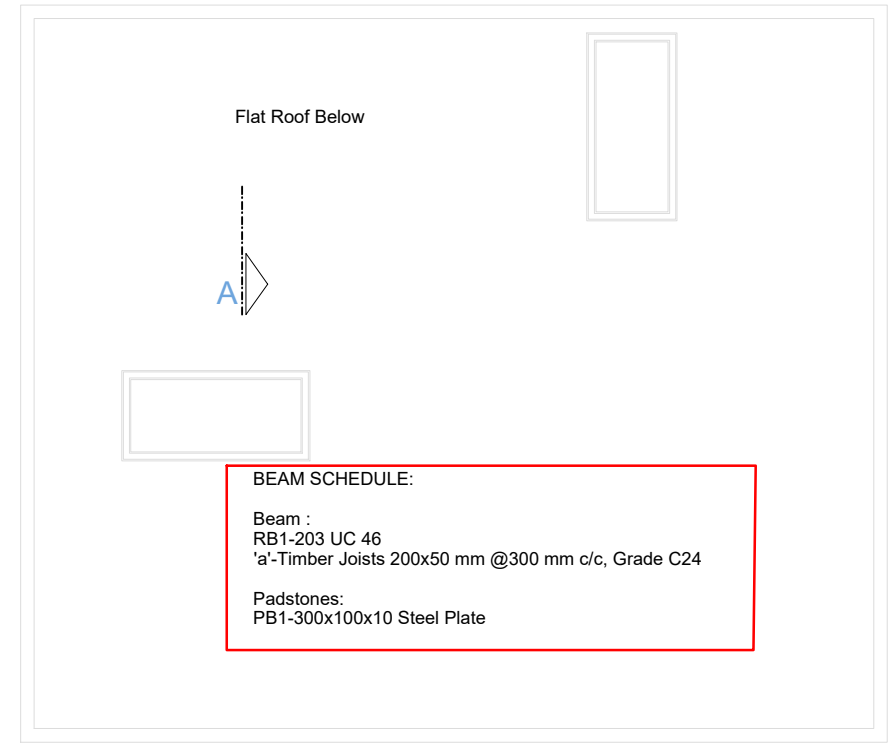 Flat Roof Below
A
BEAM SCHEDULE:
Beam :
RB1-203 UC 46
'a'-Timber Joists 200x50 mm @300 mm c/c, Grade C24
Padstones:
PB1-300x100x10 Steel Plate